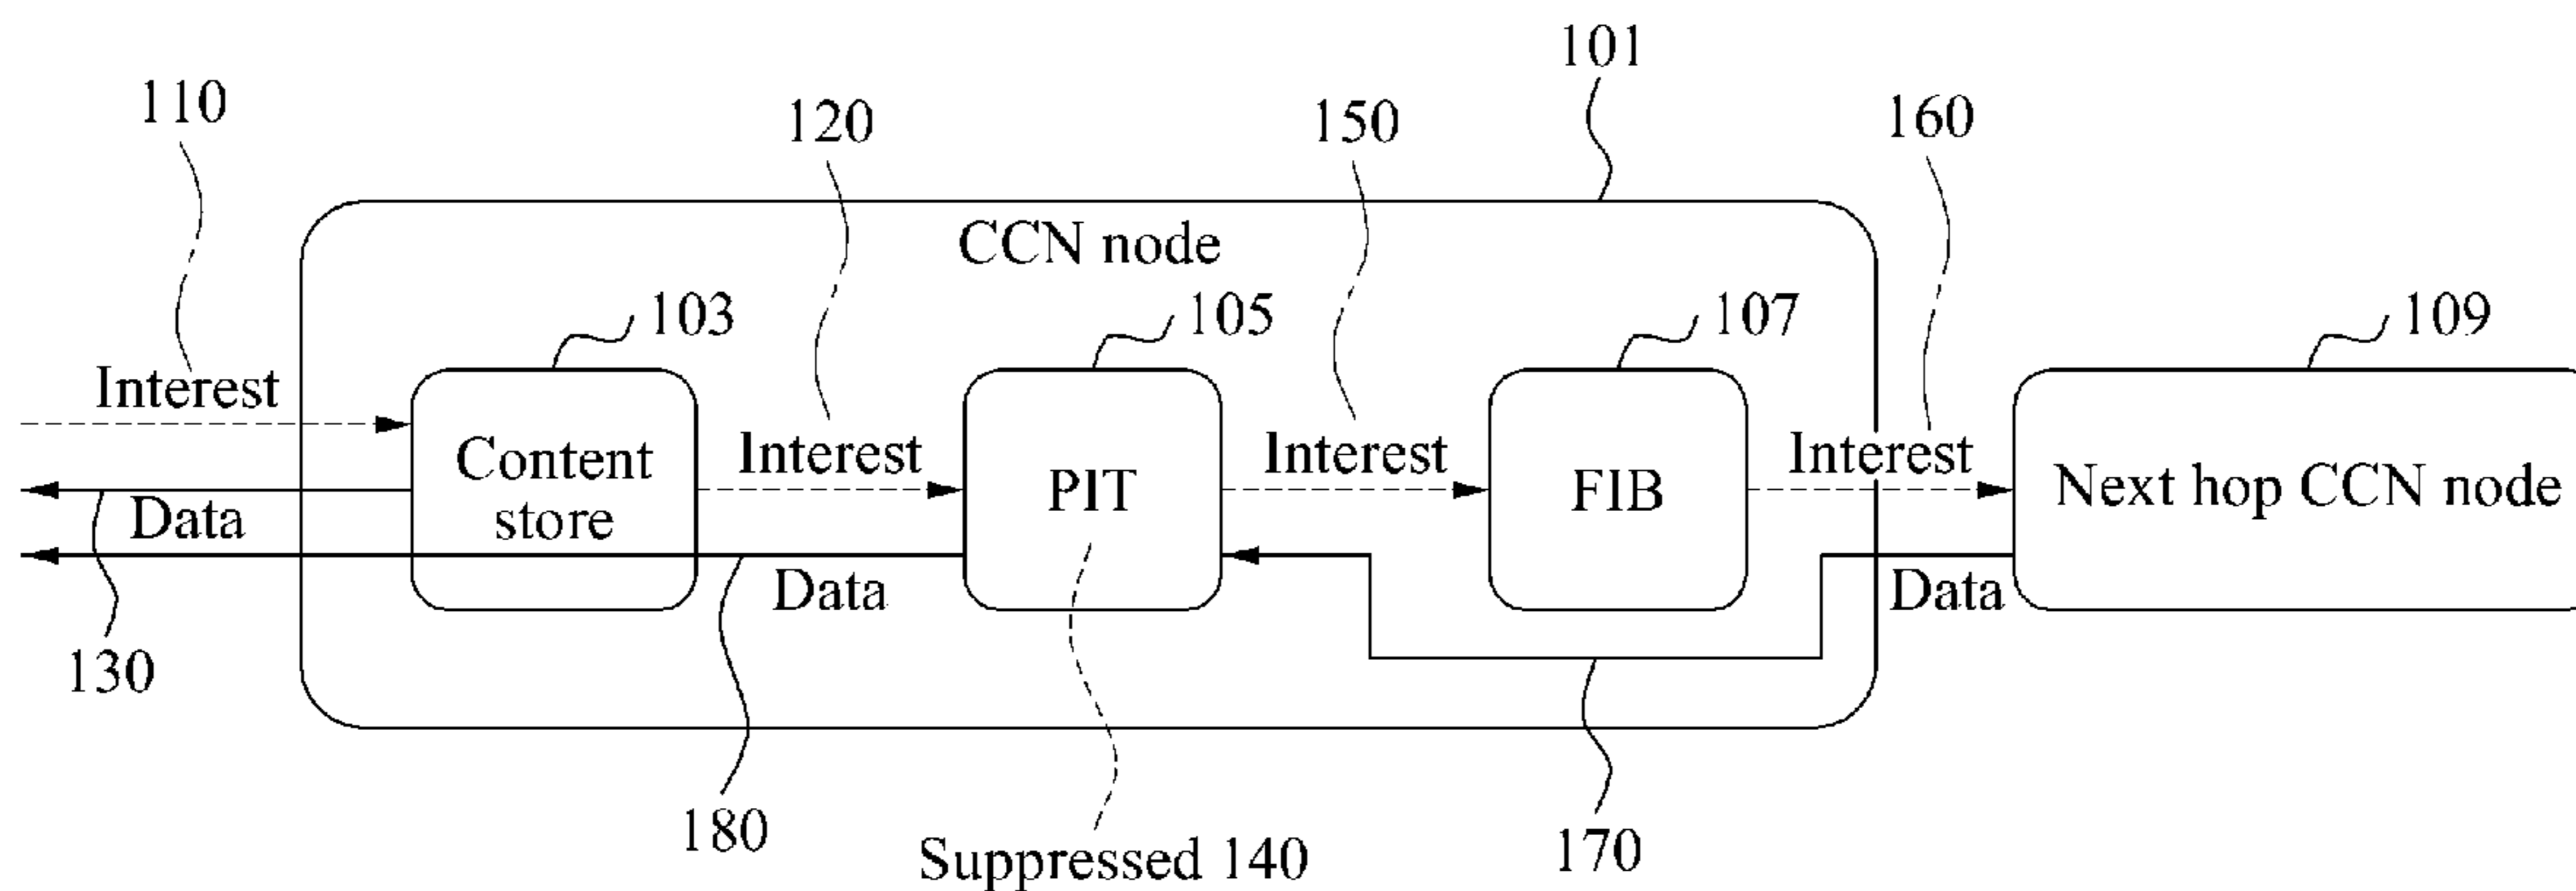 101
110
120
150
160
CCN node
103
105
107
109
Interest
Content
store
Interest
PIT
Interest
FIB
Interest
Next hop CCN node
Data
Data
Data
130
180
Suppressed 140
170